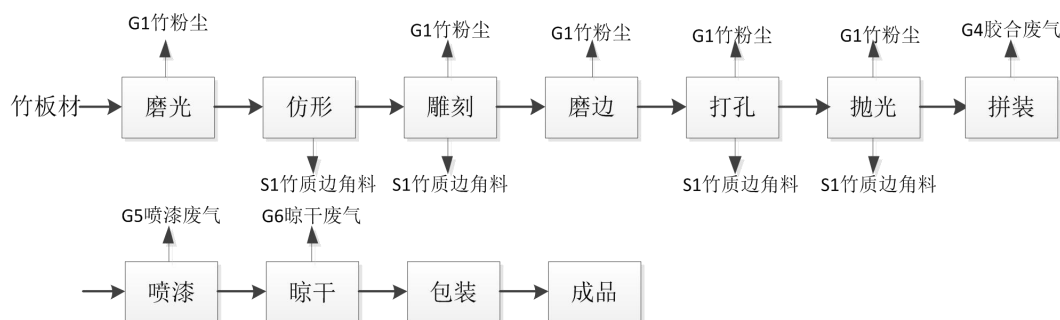 G1竹粉尘
G1竹粉尘
G1竹粉尘
G1竹粉尘
G1竹粉尘
G4胶合废气
竹板材
磨光
仿形
雕刻
磨边
打孔
抛光
拼装
S1竹质边角料
S1竹质边角料
S1竹质边角料
S1竹质边角料
G5喷漆废气
G6晾干废气
喷漆
晾干
包装
成品